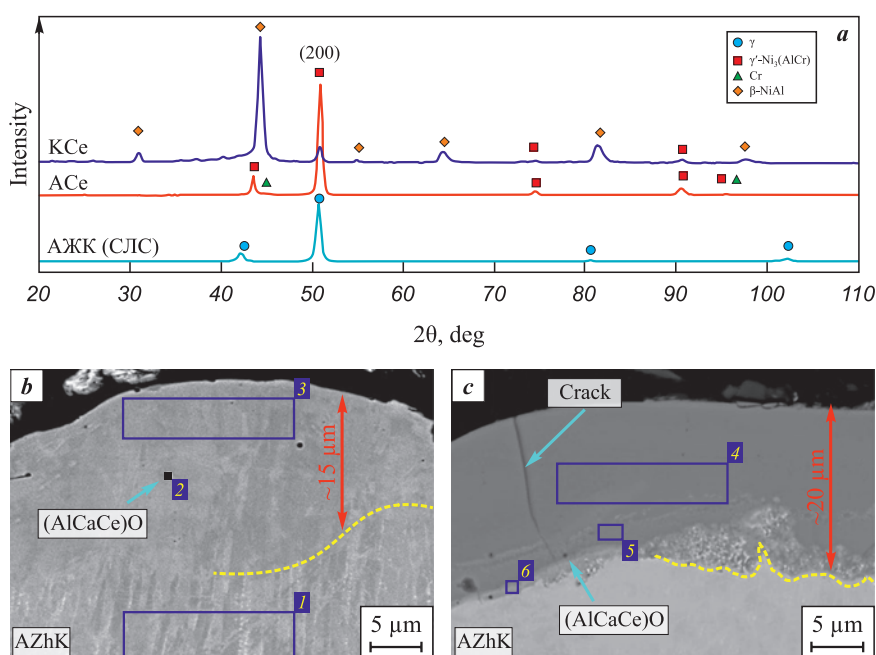 a
(200)
γ
γ′-Ni₃(AlCr)
Cr
β-NiAl
Intensity
KCe
ACe
АЖК (СЛС)
20 30 40 50 60 70 80 90 100 110
2θ, deg
b
3
~15 μm
2
(AlCaCe)O
1
AZhK
5 μm
c
Crack
4
~20 μm
5
6
(AlCaCe)O
AZhK
5 μm